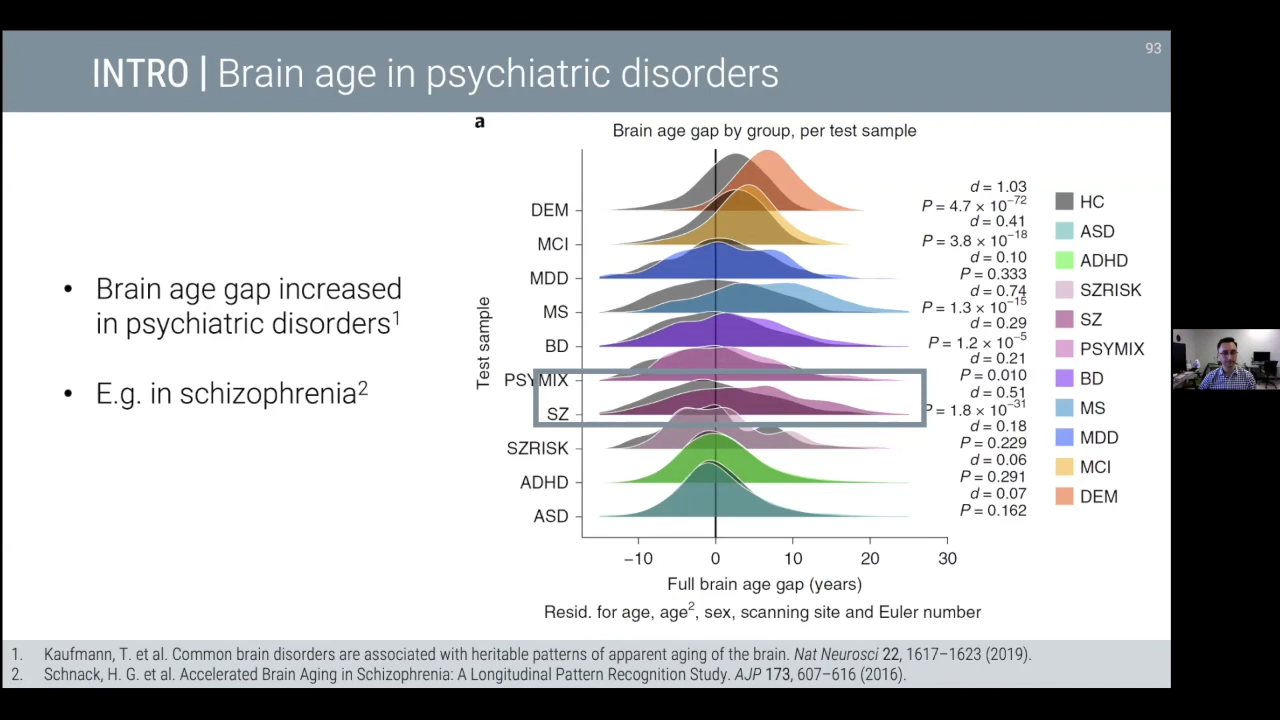 93
INTRO | Brain age in psychiatric disorders
• Brain age gap increased
in psychiatric disorders¹
• E.g. in schizophrenia²
a
Brain age gap by group, per test sample
Test sample
DEM
MCI
MDD
MS
BD
PSYMIX
SZ
SZRISK
ADHD
ASD
d = 1.03
P = 4.7 × 10⁻⁷²
d = 0.41
P = 3.8 × 10⁻¹⁸
d = 0.10
P = 0.333
d = 0.74
P = 1.3 × 10⁻¹⁵
d = 0.29
P = 1.2 × 10⁻⁵
d = 0.21
P = 0.010
d = 0.51
P = 1.8 × 10⁻³¹
d = 0.18
P = 0.229
d = 0.06
P = 0.291
d = 0.07
P = 0.162
HC
ASD
ADHD
SZRISK
SZ
PSYMIX
BD
MS
MDD
MCI
DEM
−10 0 10 20 30
Full brain age gap (years)
Resid. for age, age², sex, scanning site and Euler number
1. Kaufmann, T. et al. Common brain disorders are associated with heritable patterns of apparent aging of the brain. Nat Neurosci 22, 1617–1623 (2019).
2. Schnack, H. G. et al. Accelerated Brain Aging in Schizophrenia: A Longitudinal Pattern Recognition Study. AJP 173, 607–616 (2016).